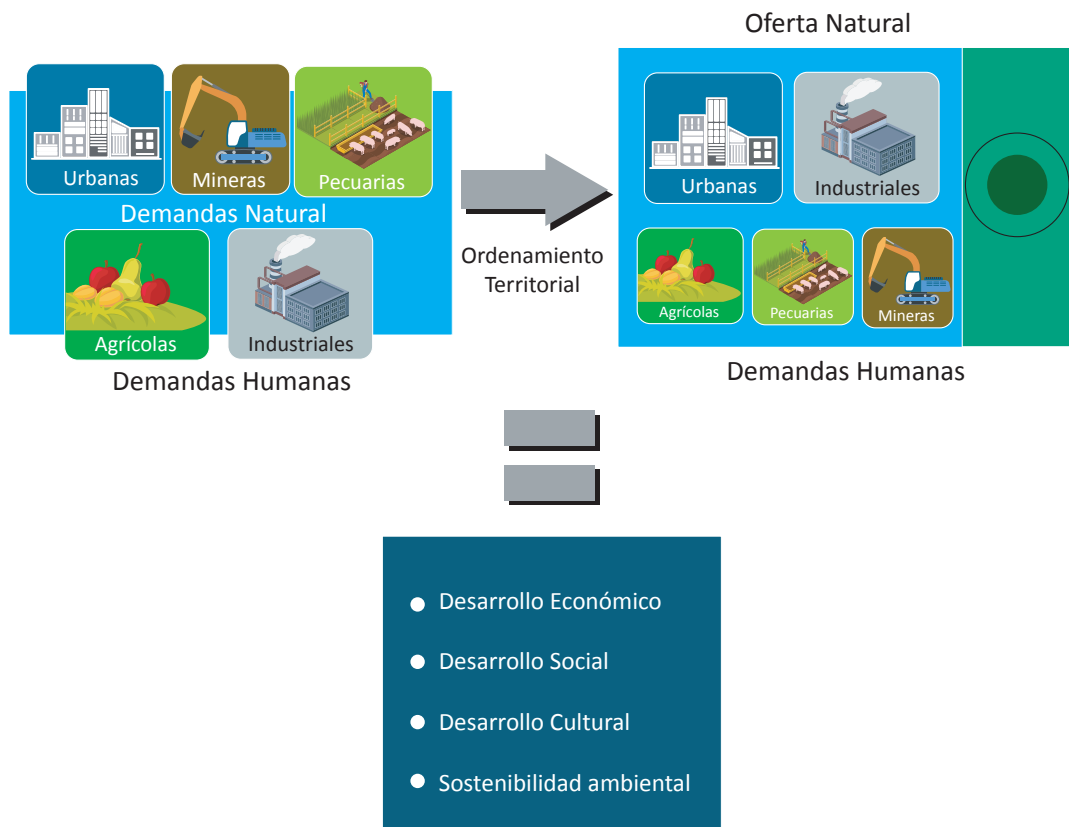 Urbanas
Mineras
Pecuarias
Demandas Natural
Agrícolas
Industriales
Demandas Humanas
Ordenamiento
Territorial
Oferta Natural
Urbanas
Industriales
Agrícolas
Pecuarias
Mineras
Demandas Humanas
Desarrollo Económico
Desarrollo Social
Desarrollo Cultural
Sostenibilidad ambiental